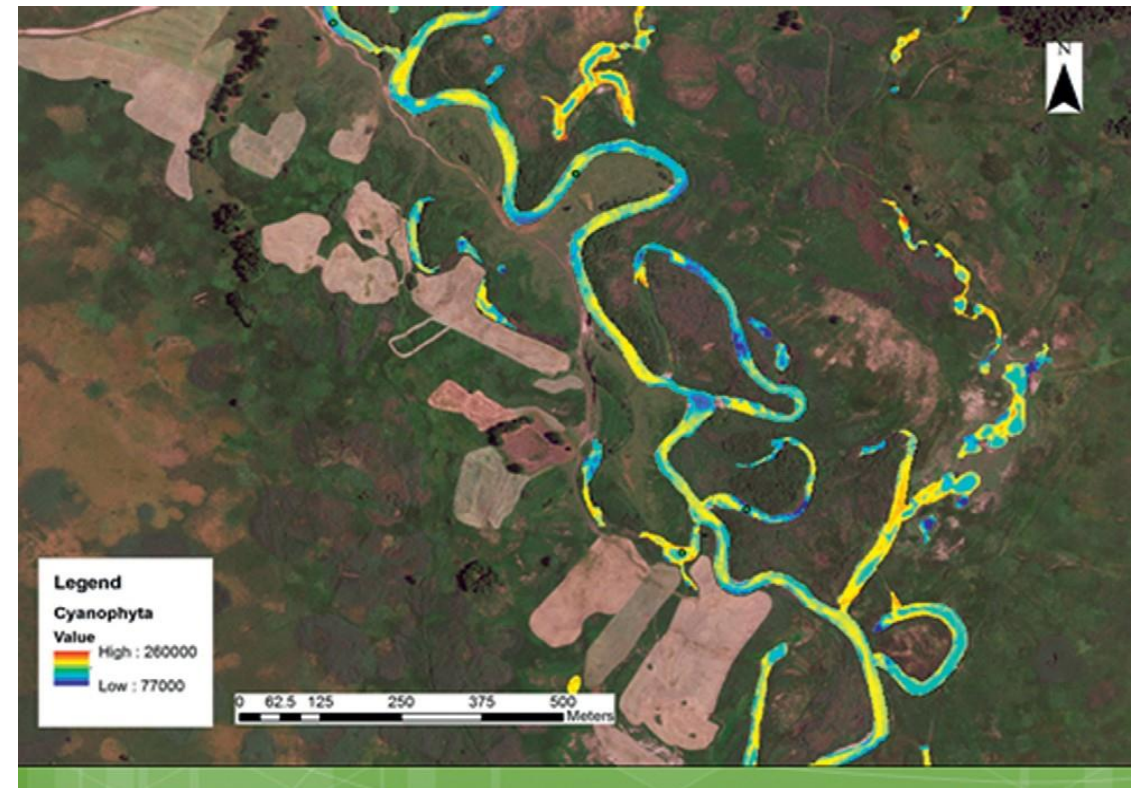 N
Legend
Cyanophyta
Value
High : 260000
Low : 77000
0 62.5 125 250 375 500
Meters